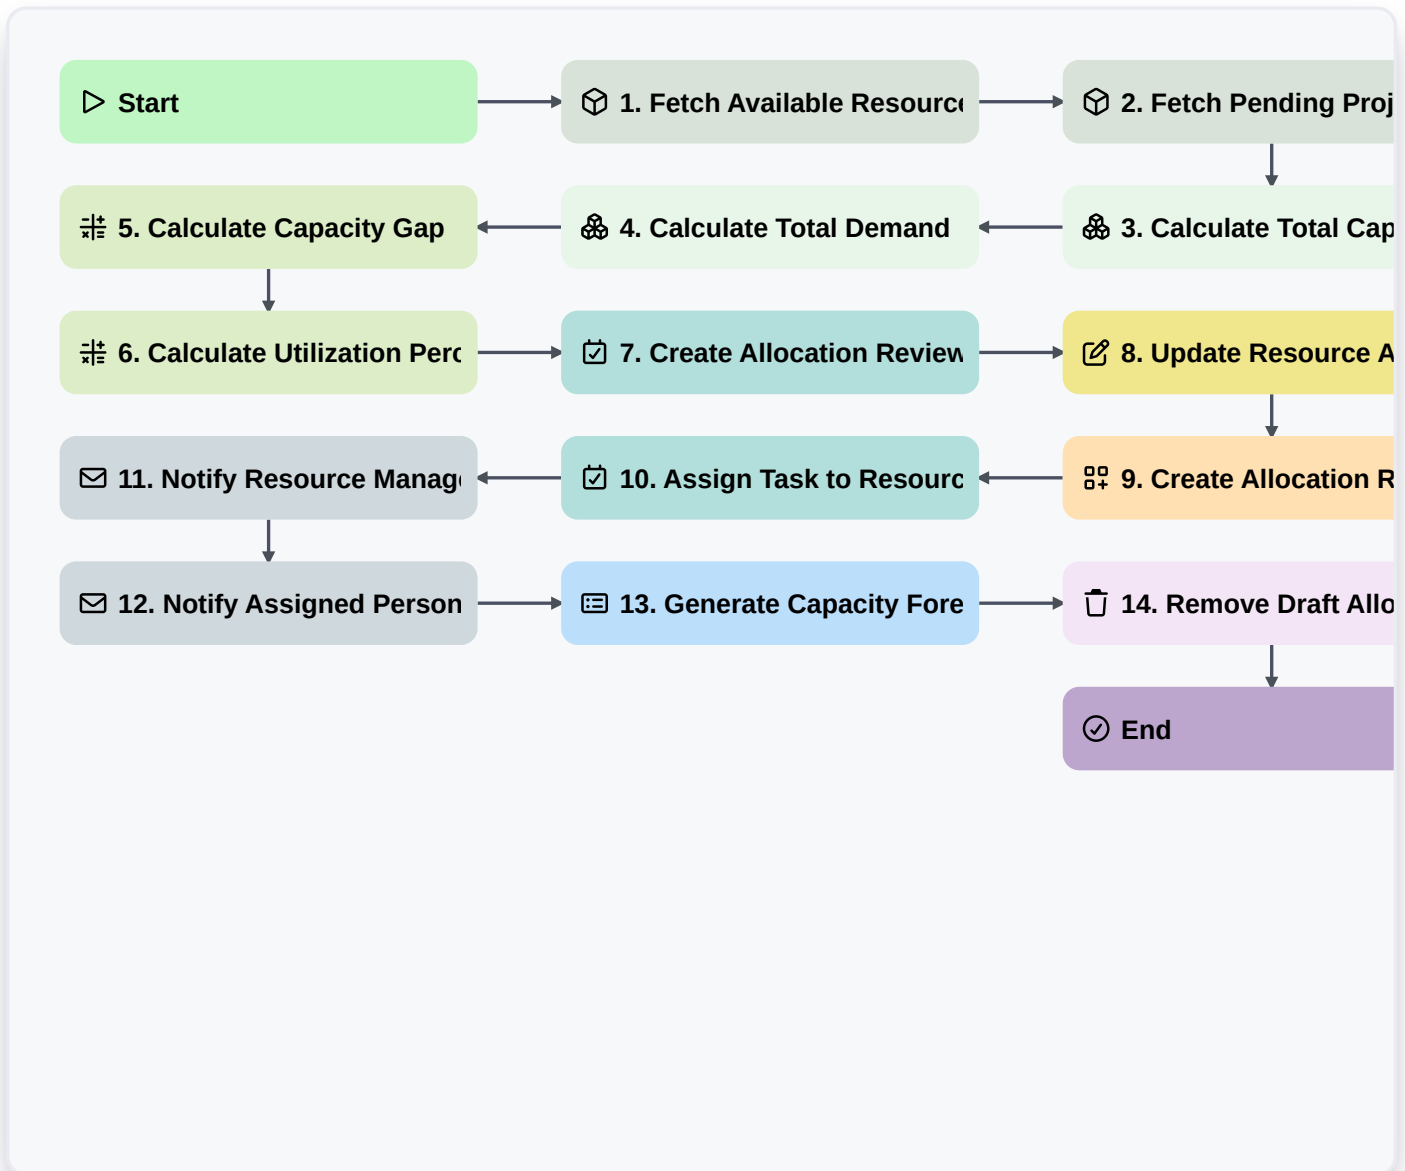 Start
1. Fetch Available Resource
2. Fetch Pending Proj
5. Calculate Capacity Gap
4. Calculate Total Demand
3. Calculate Total Cap
6. Calculate Utilization Perc
7. Create Allocation Review
8. Update Resource A
11. Notify Resource Manag
10. Assign Task to Resourc
9. Create Allocation R
12. Notify Assigned Person
13. Generate Capacity Fore
14. Remove Draft Allo
End